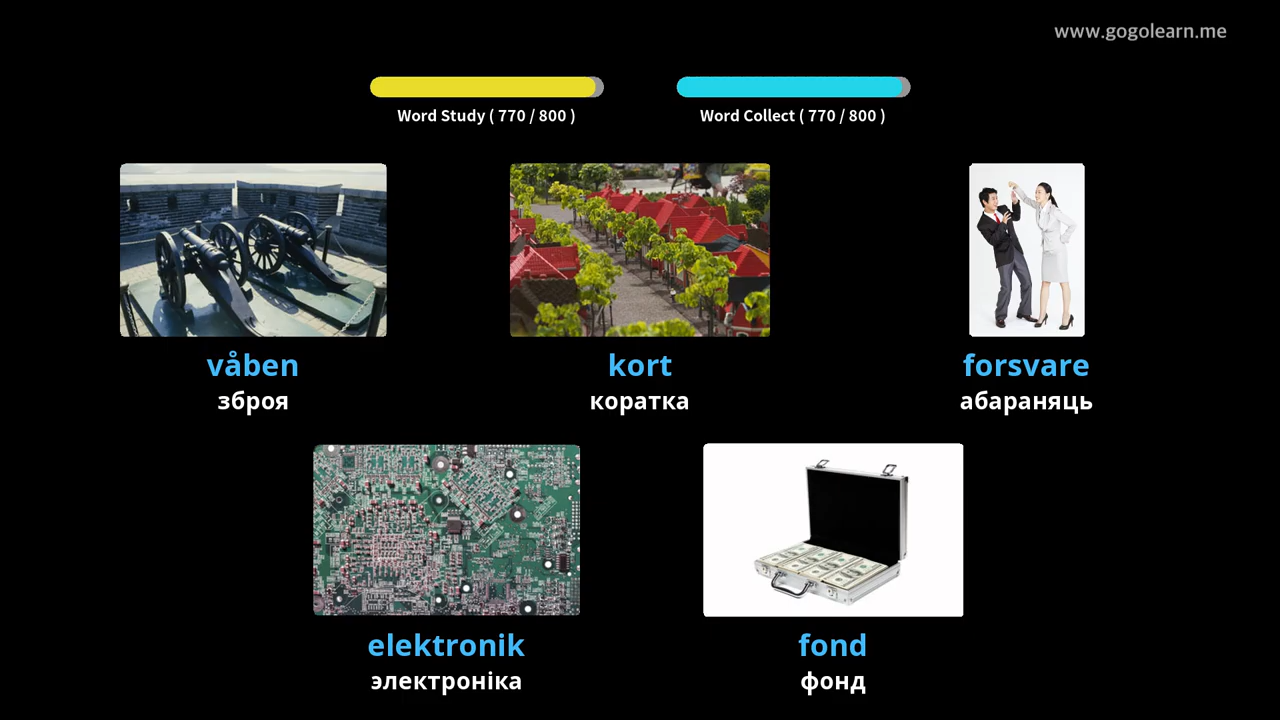 www.gogolearn.me
Word Study ( 770 / 800 )
Word Collect ( 770 / 800 )
våben
зброя
kort
коратка
forsvare
абараняць
elektronik
электроніка
fond
фонд